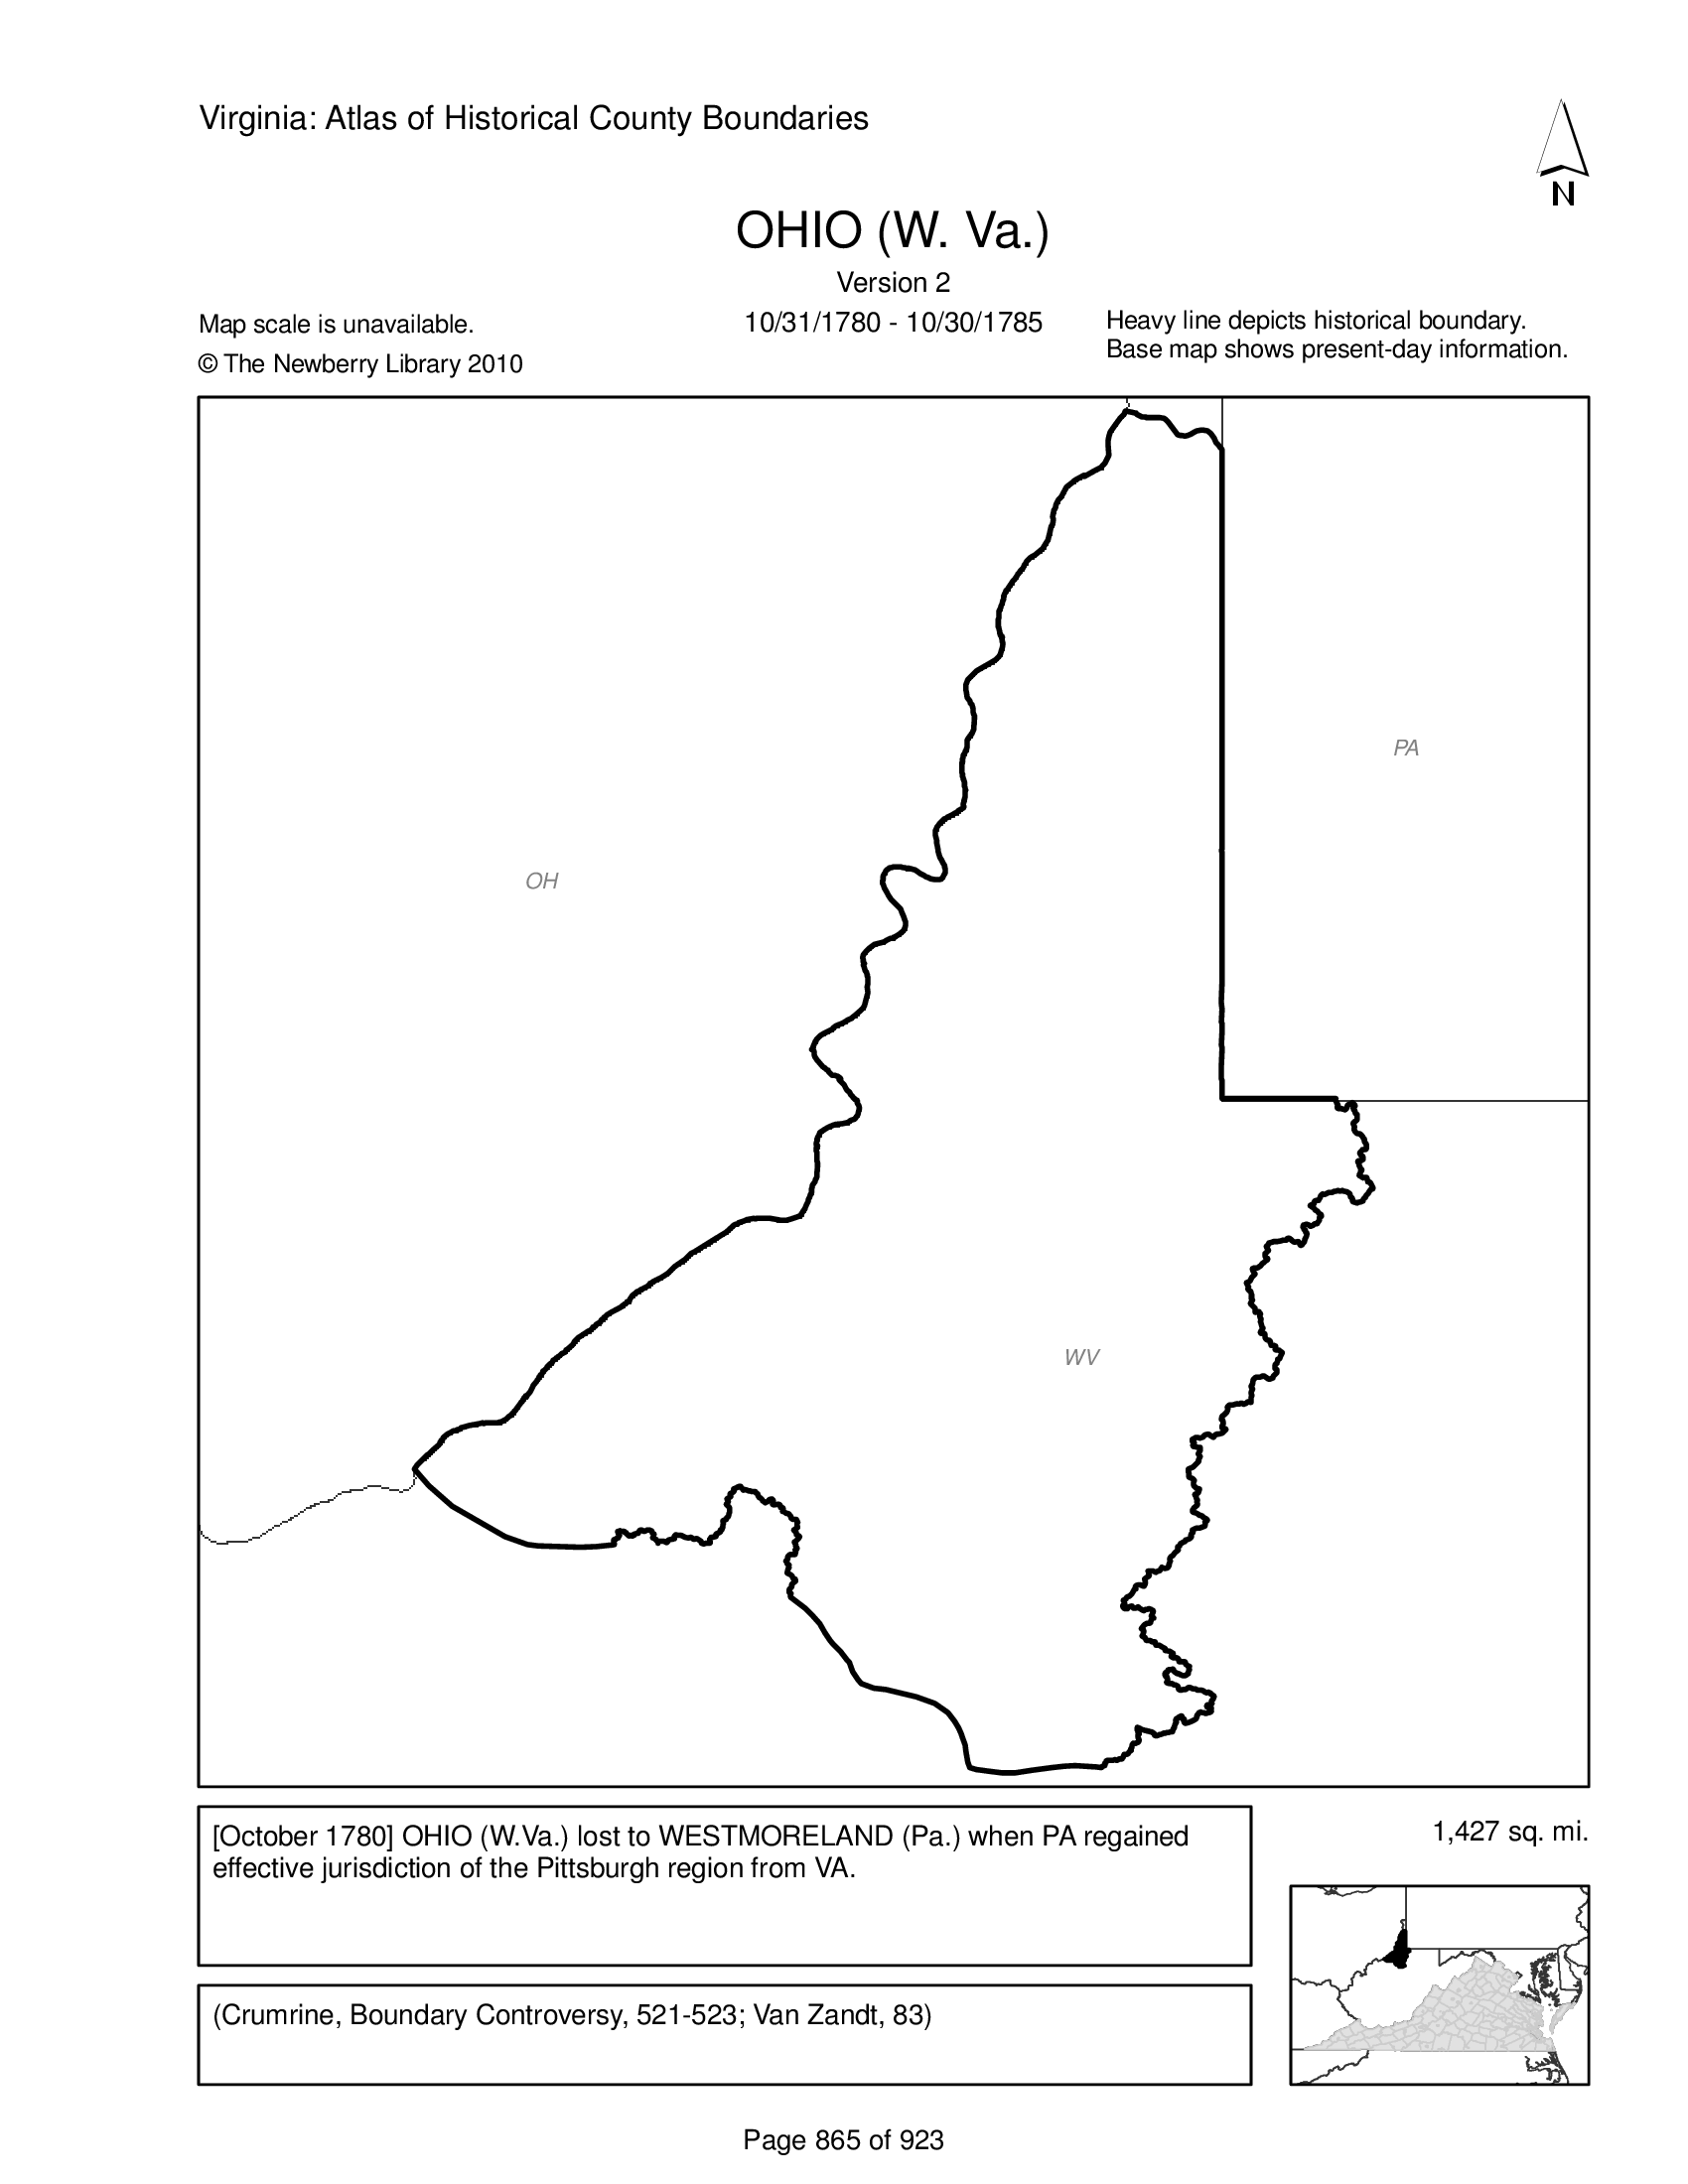 Virginia: Atlas of Historical County Boundaries
N
OHIO (W. Va.)
Version 2
Map scale is unavailable.
10/31/1780 - 10/30/1785
Heavy line depicts historical boundary.
© The Newberry Library 2010
Base map shows present-day information.
PA
OH
WV
[October 1780] OHIO (W.Va.) lost to WESTMORELAND (Pa.) when PA regained
effective jurisdiction of the Pittsburgh region from VA.
1,427 sq. mi.
(Crumrine, Boundary Controversy, 521-523; Van Zandt, 83)
Page 865 of 923